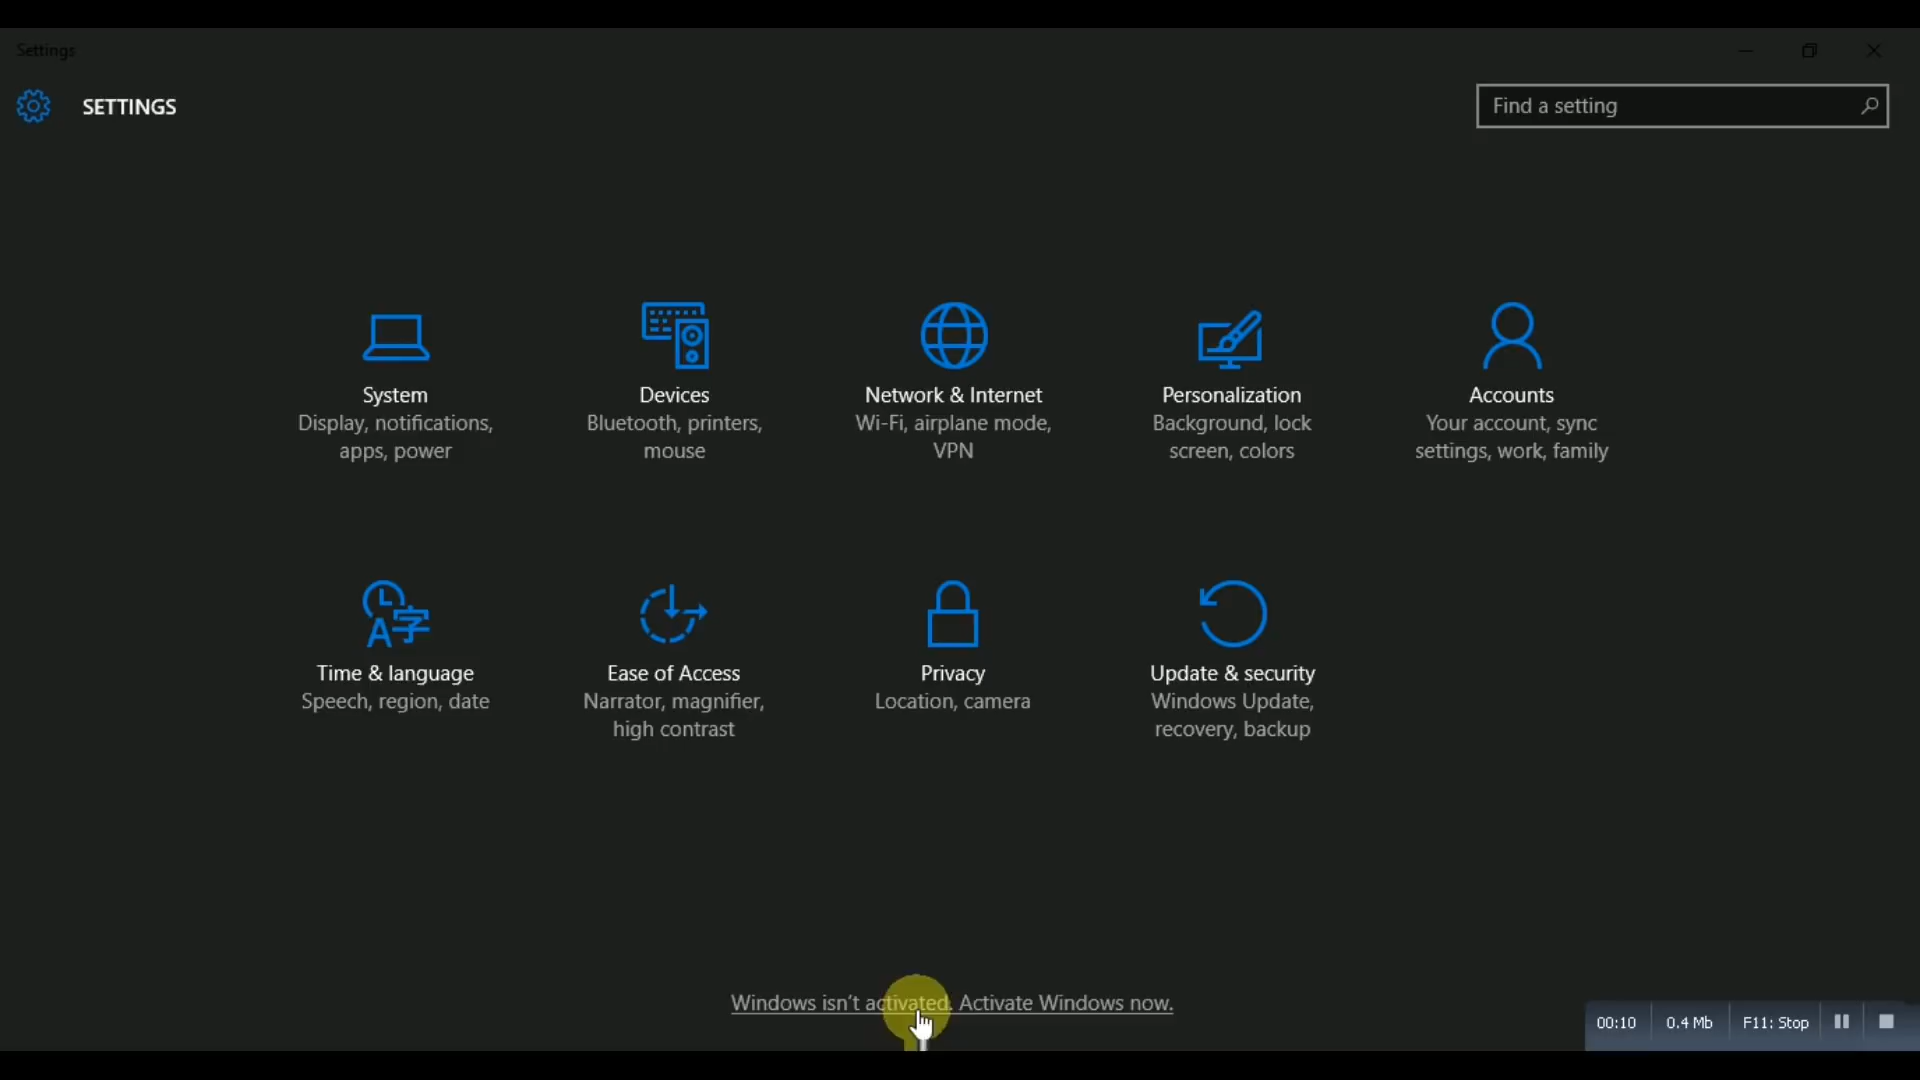 Settings
SETTINGS
Find a setting
System
Display, notifications,
apps, power
Devices
Bluetooth, printers,
mouse
Network & Internet
Wi-Fi, airplane mode,
VPN
Personalization
Background, lock
screen, colors
Accounts
Your account, sync
settings, work, family
Time & language
Speech, region, date
Ease of Access
Narrator, magnifier,
high contrast
Privacy
Location, camera
Update & security
Windows Update,
recovery, backup
Windows isn't activated. Activate Windows now.
00:10 0.4 Mb F11: Stop